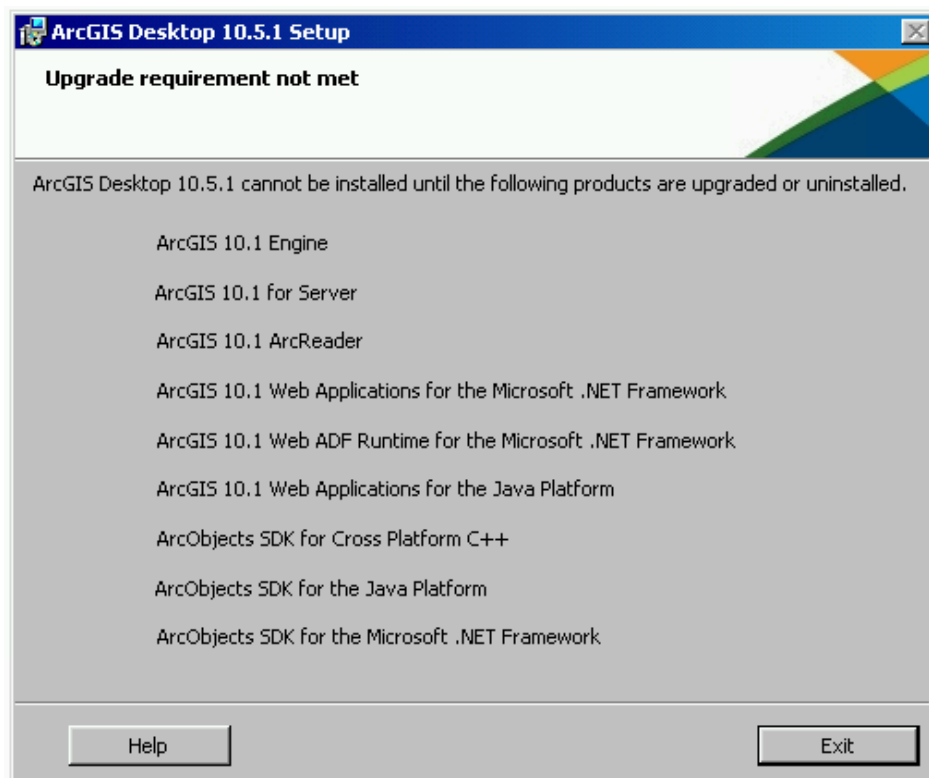 ArcGIS Desktop 10.5.1 Setup
Upgrade requirement not met
ArcGIS Desktop 10.5.1 cannot be installed until the following products are upgraded or uninstalled.
ArcGIS 10.1 Engine
ArcGIS 10.1 for Server
ArcGIS 10.1 ArcReader
ArcGIS 10.1 Web Applications for the Microsoft .NET Framework
ArcGIS 10.1 Web ADF Runtime for the Microsoft .NET Framework
ArcGIS 10.1 Web Applications for the Java Platform
ArcObjects SDK for Cross Platform C++
ArcObjects SDK for the Java Platform
ArcObjects SDK for the Microsoft .NET Framework
Help
Exit